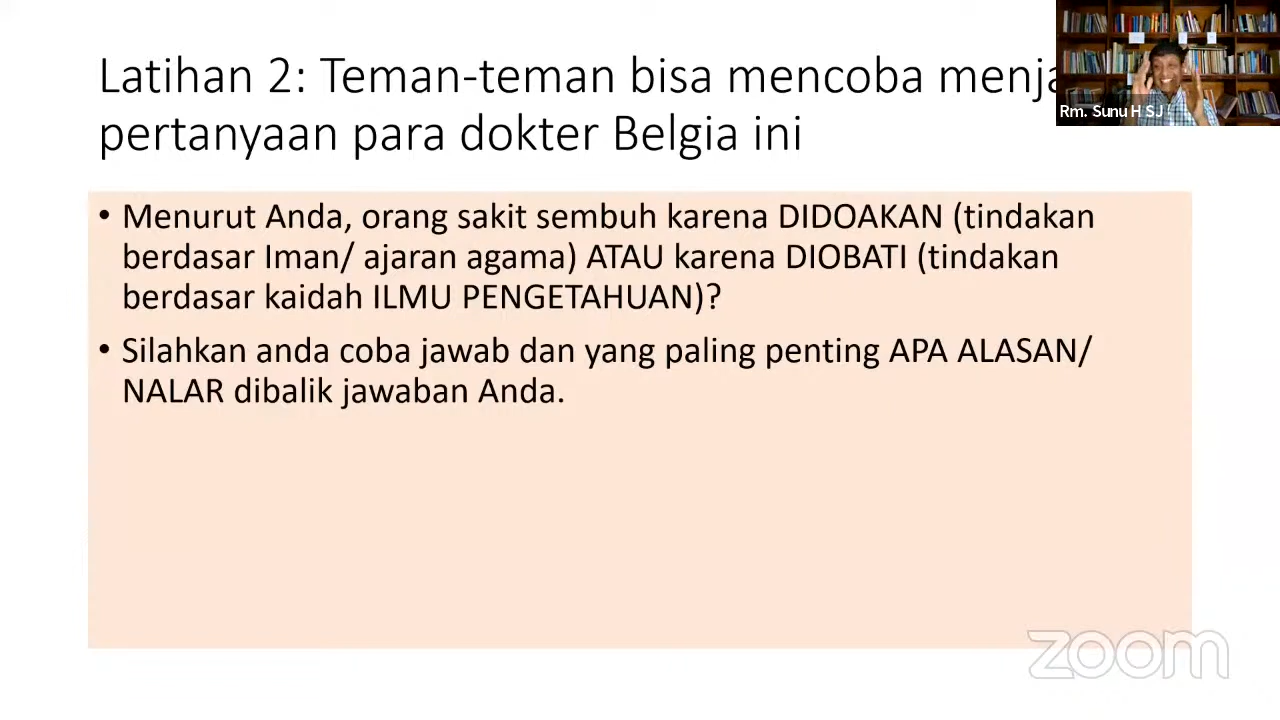 Latihan 2: Teman-teman bisa mencoba
pertanyaan para dokter Belgia ini
Rm. Sunu H SJ
• Menurut Anda, orang sakit sembuh karena DIDOAKAN (tindakan
berdasar Iman/ ajaran agama) ATAU karena DIOBATI (tindakan
berdasar kaidah ILMU PENGETAHUAN)?
• Silahkan anda coba jawab dan yang paling penting APA ALASAN/
NALAR dibalik jawaban Anda.
zoom